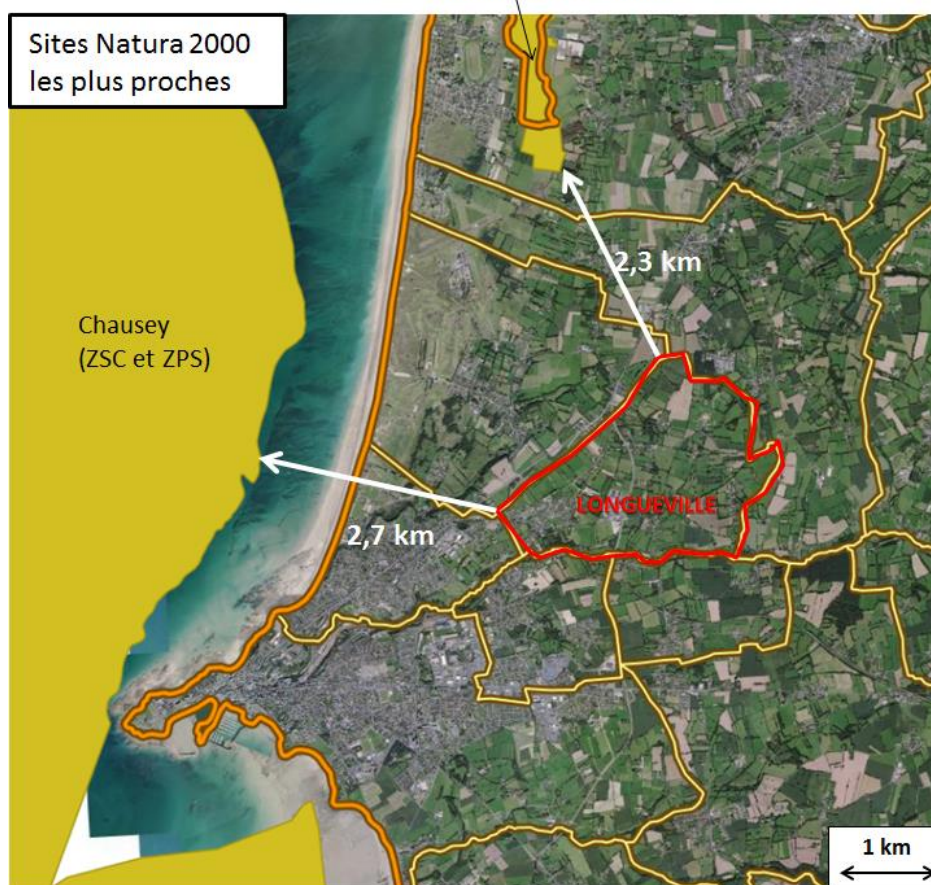 Sites Natura 2000
les plus proches
2,3 km
Chausey
(ZSC et ZPS)
LONGUEVILLE
2,7 km
1 km